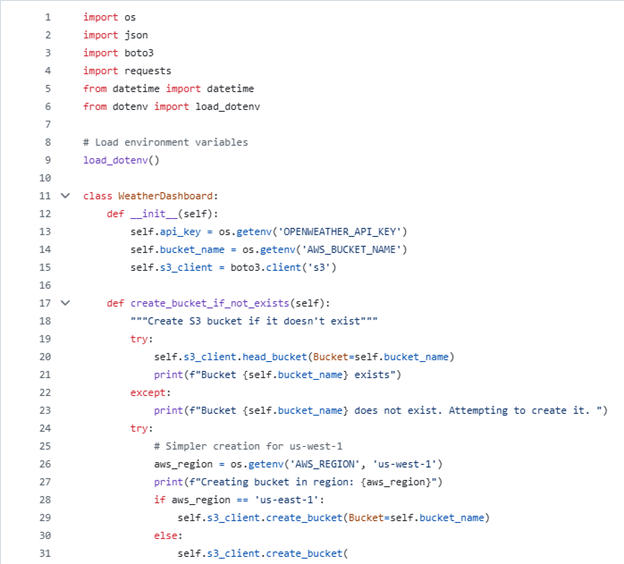 1 import os
2 import json
3 import boto3
4 import requests
5 from datetime import datetime
6 from dotenv import load_dotenv
7
8 # Load environment variables
9 load_dotenv()
10
11 class WeatherDashboard:
12     def __init__(self):
13         self.api_key = os.getenv('OPENWEATHER_API_KEY')
14         self.bucket_name = os.getenv('AWS_BUCKET_NAME')
15         self.s3_client = boto3.client('s3')
16
17     def create_bucket_if_not_exists(self):
18         """Create S3 bucket if it doesn't exist"""
19         try:
20             self.s3_client.head_bucket(Bucket=self.bucket_name)
21             print(f"Bucket {self.bucket_name} exists")
22         except:
23             print(f"Bucket {self.bucket_name} does not exist. Attempting to create it. ")
24         try:
25             # Simpler creation for us-west-1
26             aws_region = os.getenv('AWS_REGION', 'us-west-1')
27             print(f"Creating bucket in region: {aws_region}")
28             if aws_region == 'us-east-1':
29                 self.s3_client.create_bucket(Bucket=self.bucket_name)
30             else:
31                 self.s3_client.create_bucket(